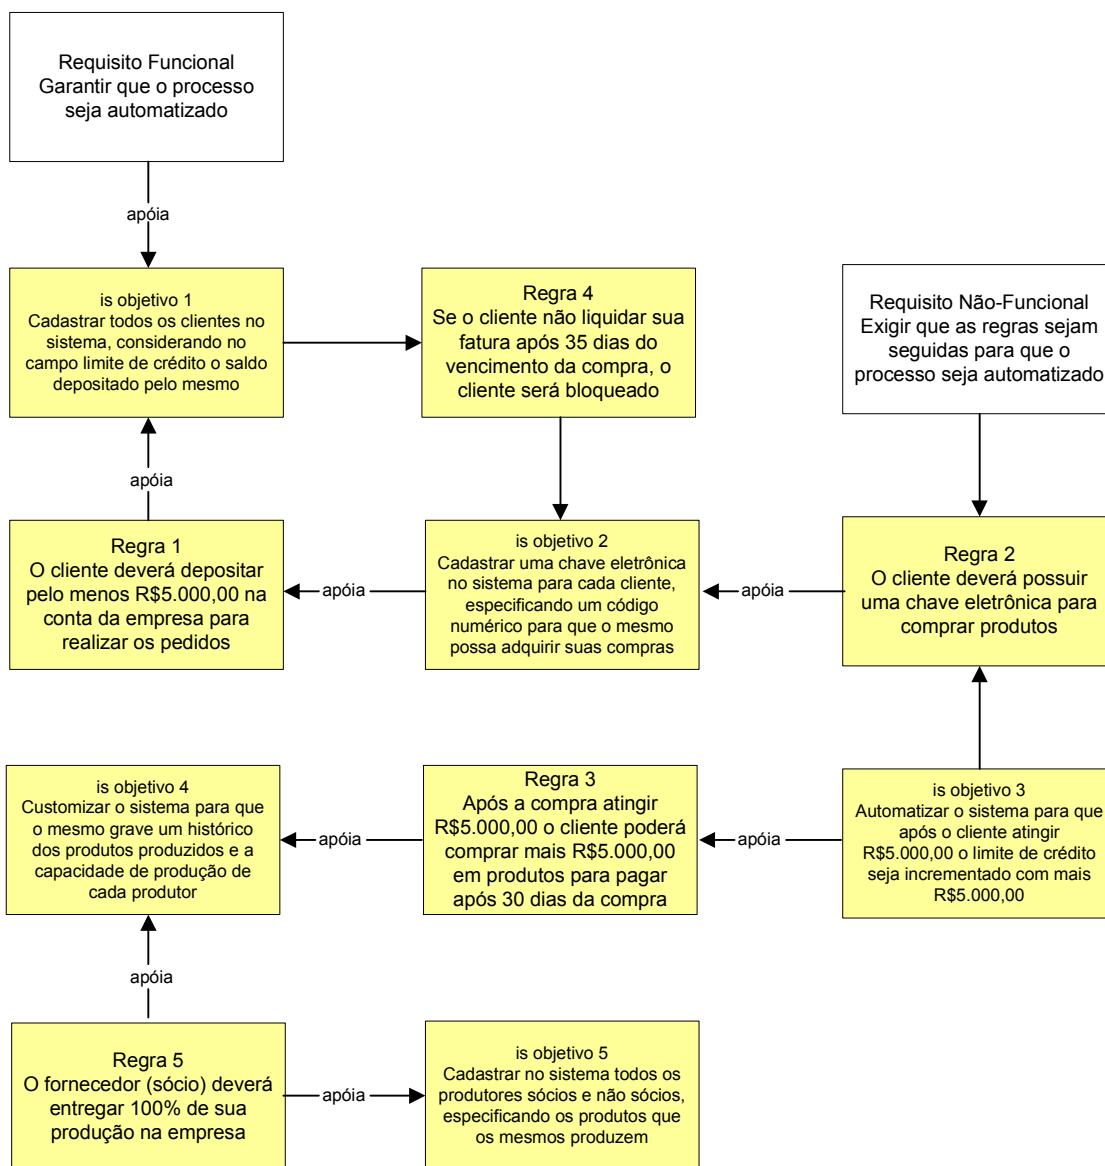 Requisito Funcional
Garantir que o processo
seja automatizado
apóia
is objetivo 1
Cadastrar todos os clientes no
sistema, considerando no
campo limite de crédito o saldo
depositado pelo mesmo
Regra 4
Se o cliente não liquidar sua
fatura após 35 dias do
vencimento da compra, o
cliente será bloqueado
Requisito Não-Funcional
Exigir que as regras sejam
seguidas para que o
processo seja automatizado
apóia
Regra 1
O cliente deverá depositar
pelo menos R$5.000,00 na
conta da empresa para
realizar os pedidos
apóia
is objetivo 2
Cadastrar uma chave eletrônica
no sistema para cada cliente,
especificando um código
numérico para que o mesmo
possa adquirir suas compras
apóia
Regra 2
O cliente deverá possuir
uma chave eletrônica para
comprar produtos
is objetivo 4
Customizar o sistema para que
o mesmo grave um histórico
dos produtos produzidos e a
capacidade de produção de
cada produtor
apóia
Regra 3
Após a compra atingir
R$5.000,00 o cliente poderá
comprar mais R$5.000,00
em produtos para pagar
após 30 dias da compra
apóia
is objetivo 3
Automatizar o sistema para que
após o cliente atingir
R$5.000,00 o limite de crédito
seja incrementado com mais
R$5.000,00
apóia
Regra 5
O fornecedor (sócio) deverá
entregar 100% de sua
produção na empresa
apóia
is objetivo 5
Cadastrar no sistema todos os
produtores sócios e não sócios,
especificando os produtos que
os mesmos produzem